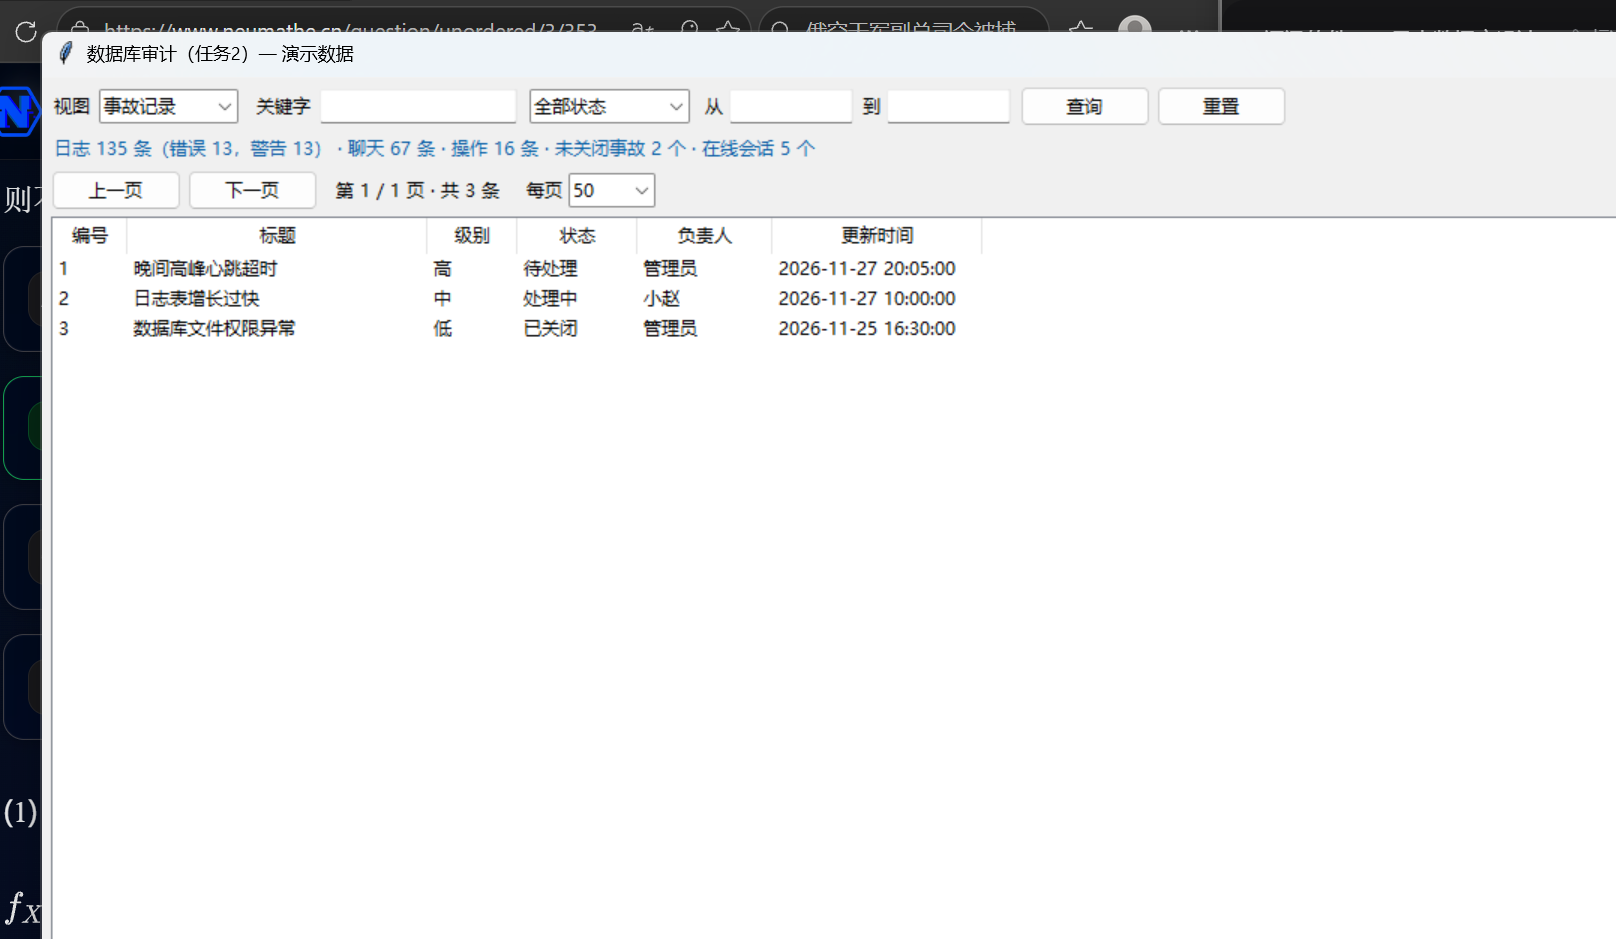 数据库审计（任务2）— 演示数据
视图 事故记录 关键字 全部状态 从 到 查询 重置
日志 135 条（错误 13，警告 13） · 聊天 67 条 · 操作 16 条 · 未关闭事故 2 个 · 在线会话 5 个
上一页 下一页 第 1 / 1 页 · 共 3 条 每页 50
编号 标题 级别 状态 负责人 更新时间
1 晚间高峰心跳超时 高 待处理 管理员 2026-11-27 20:05:00
2 日志表增长过快 中 处理中 小赵 2026-11-27 10:00:00
3 数据库文件权限异常 低 已关闭 管理员 2026-11-25 16:30:00
则
(1)
fX